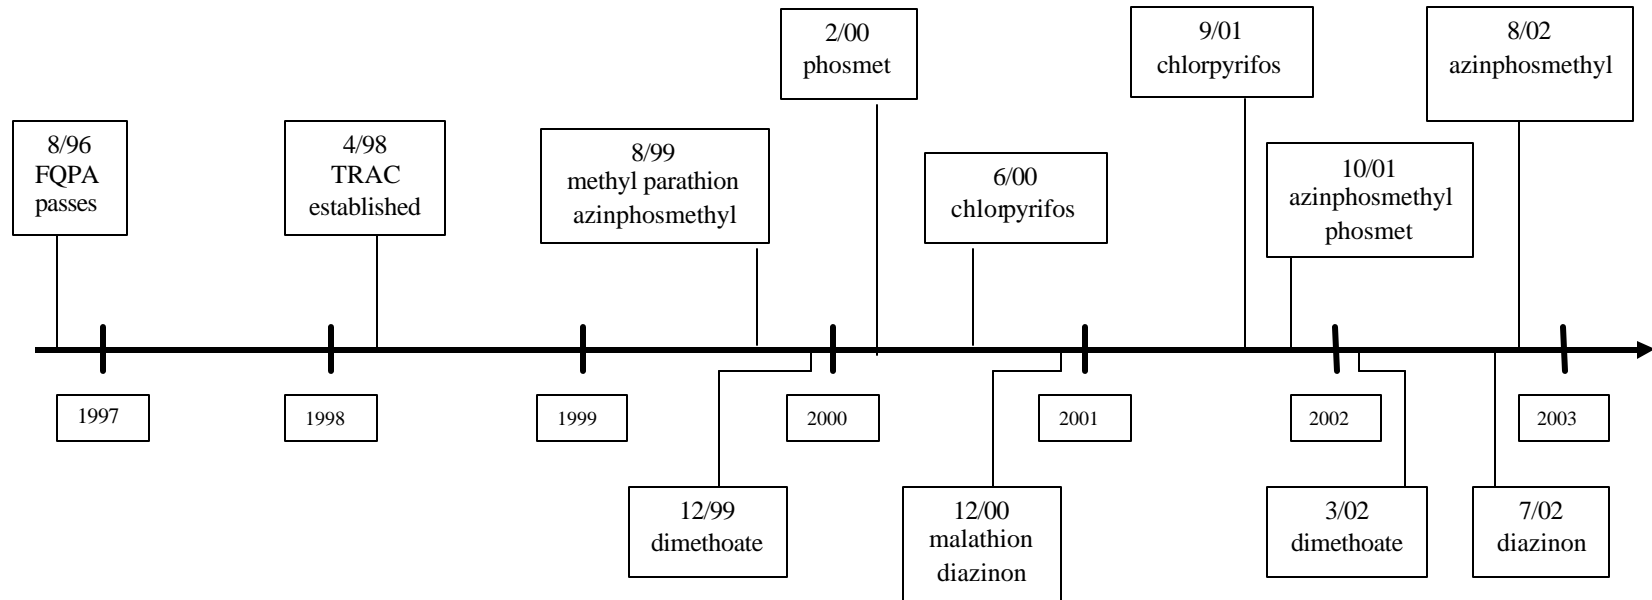 2/00
phosmet
9/01
chlorpyrifos
8/02
azinphosmethyl
8/96
FQPA
passes
4/98
TRAC
established
8/99
methyl parathion
azinphosmethyl
6/00
chlorpyrifos
10/01
azinphosmethyl
phosmet
1997
1998
1999
2000
2001
2002
2003
12/99
dimethoate
12/00
malathion
diazinon
3/02
dimethoate
7/02
diazinon